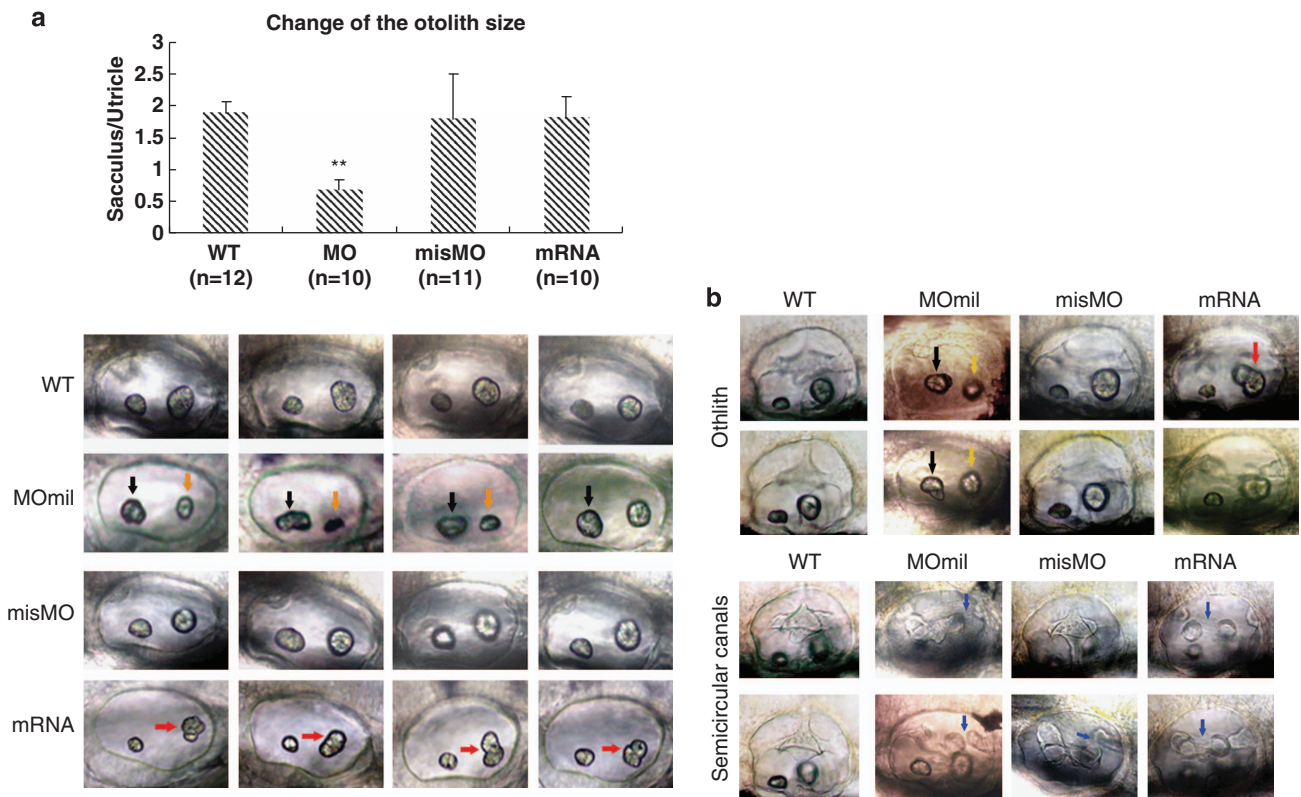 a
Change of the otolith size
Sacculus/Utricle
3
2.5
2
1.5
1
0.5
0
**
WT MO misMO mRNA
(n=12) (n=10) (n=11) (n=10)
WT
MOmil
misMO
mRNA
b
WT MOmil misMO mRNA
Othlith
WT MOmil misMO mRNA
Semicircular canals